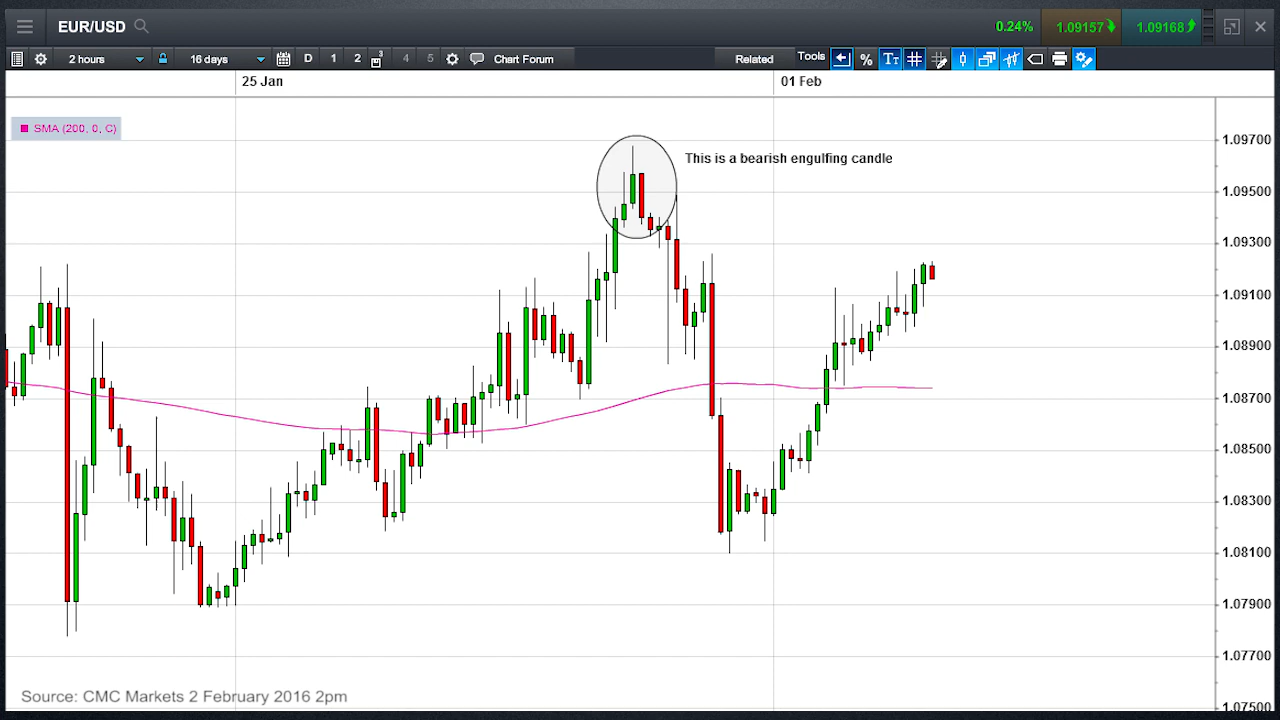 EUR/USD 0.24% 1.09157 1.09168
2 hours 16 days D 1 2 3 4 5 Chart Forum Related Tools % TT
25 Jan 01 Feb
SMA (200, 0, C)
This is a bearish engulfing candle
1.09700
1.09500
1.09300
1.09100
1.08900
1.08700
1.08500
1.08300
1.08100
1.07900
1.07700
1.07500
Source: CMC Markets 2 February 2016 2pm